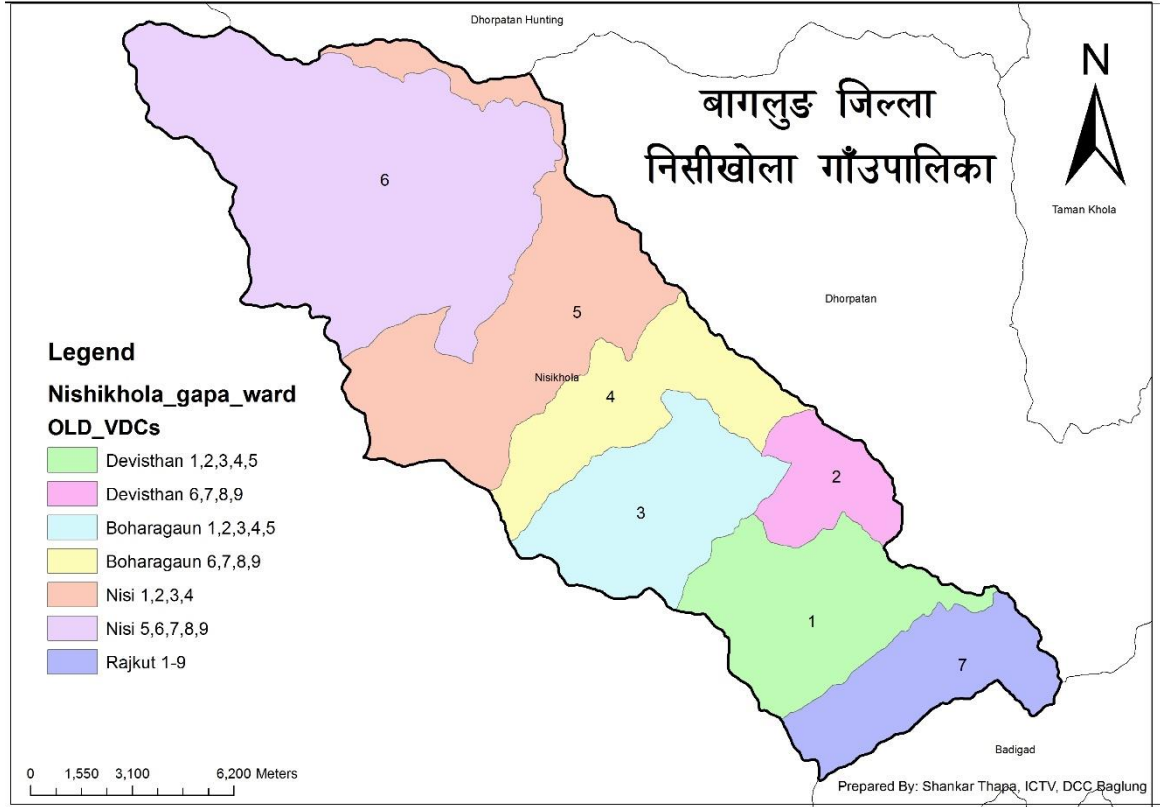 Dhorpatan Hunting
N
बागलुङ जिल्ला
निसीखोला गाँउपालिका
6
Taman Khola
Dhorpatan
5
Legend
Nisikhola
Nishikhola_gapa_ward
4
OLD_VDCs
Devisthan 1,2,3,4,5
Devisthan 6,7,8,9
2
Boharagaun 1,2,3,4,5
3
Boharagaun 6,7,8,9
Nisi 1,2,3,4
Nisi 5,6,7,8,9
1
Rajkut 1-9
7
Badigad
0 1,550 3,100 6,200 Meters
Prepared By: Shankar Thapa, ICTV, DCC Baglung